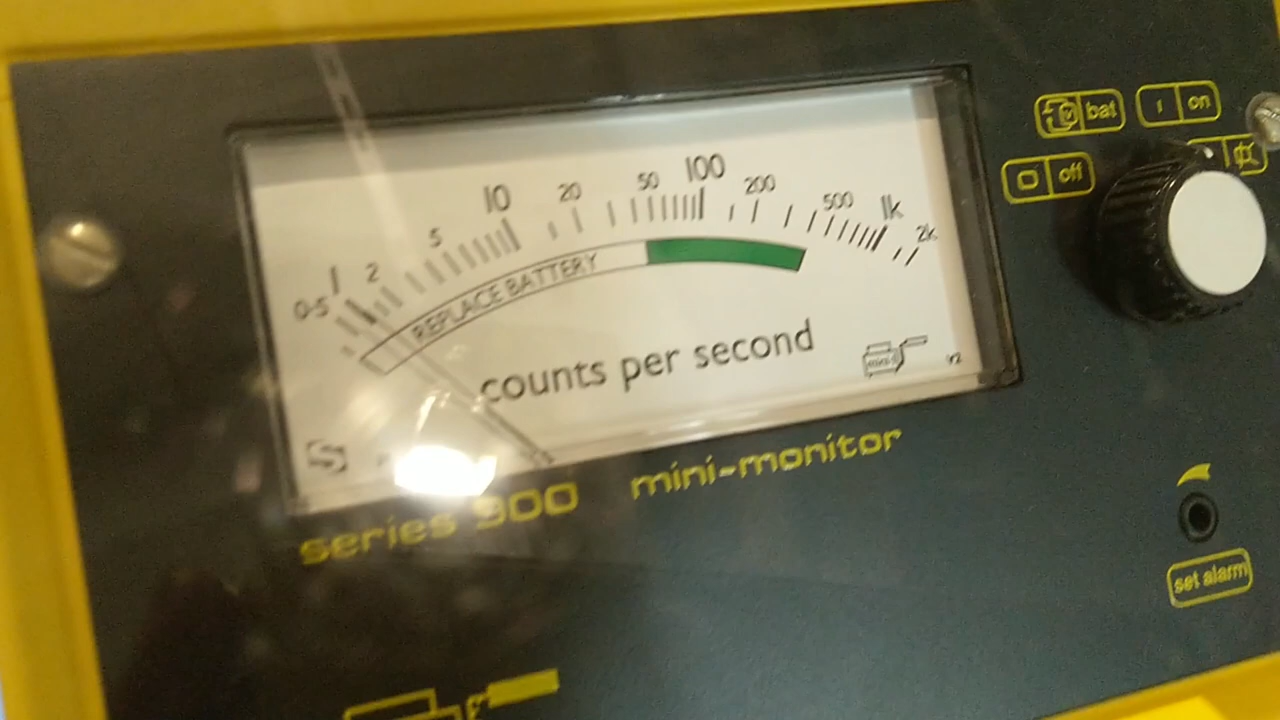 0·5 1 2 5 10 20 50 100 200 500 1k 2k
REPLACE BATTERY
counts per second
series 900 mini-monitor
bat
I on
O off
set alarm